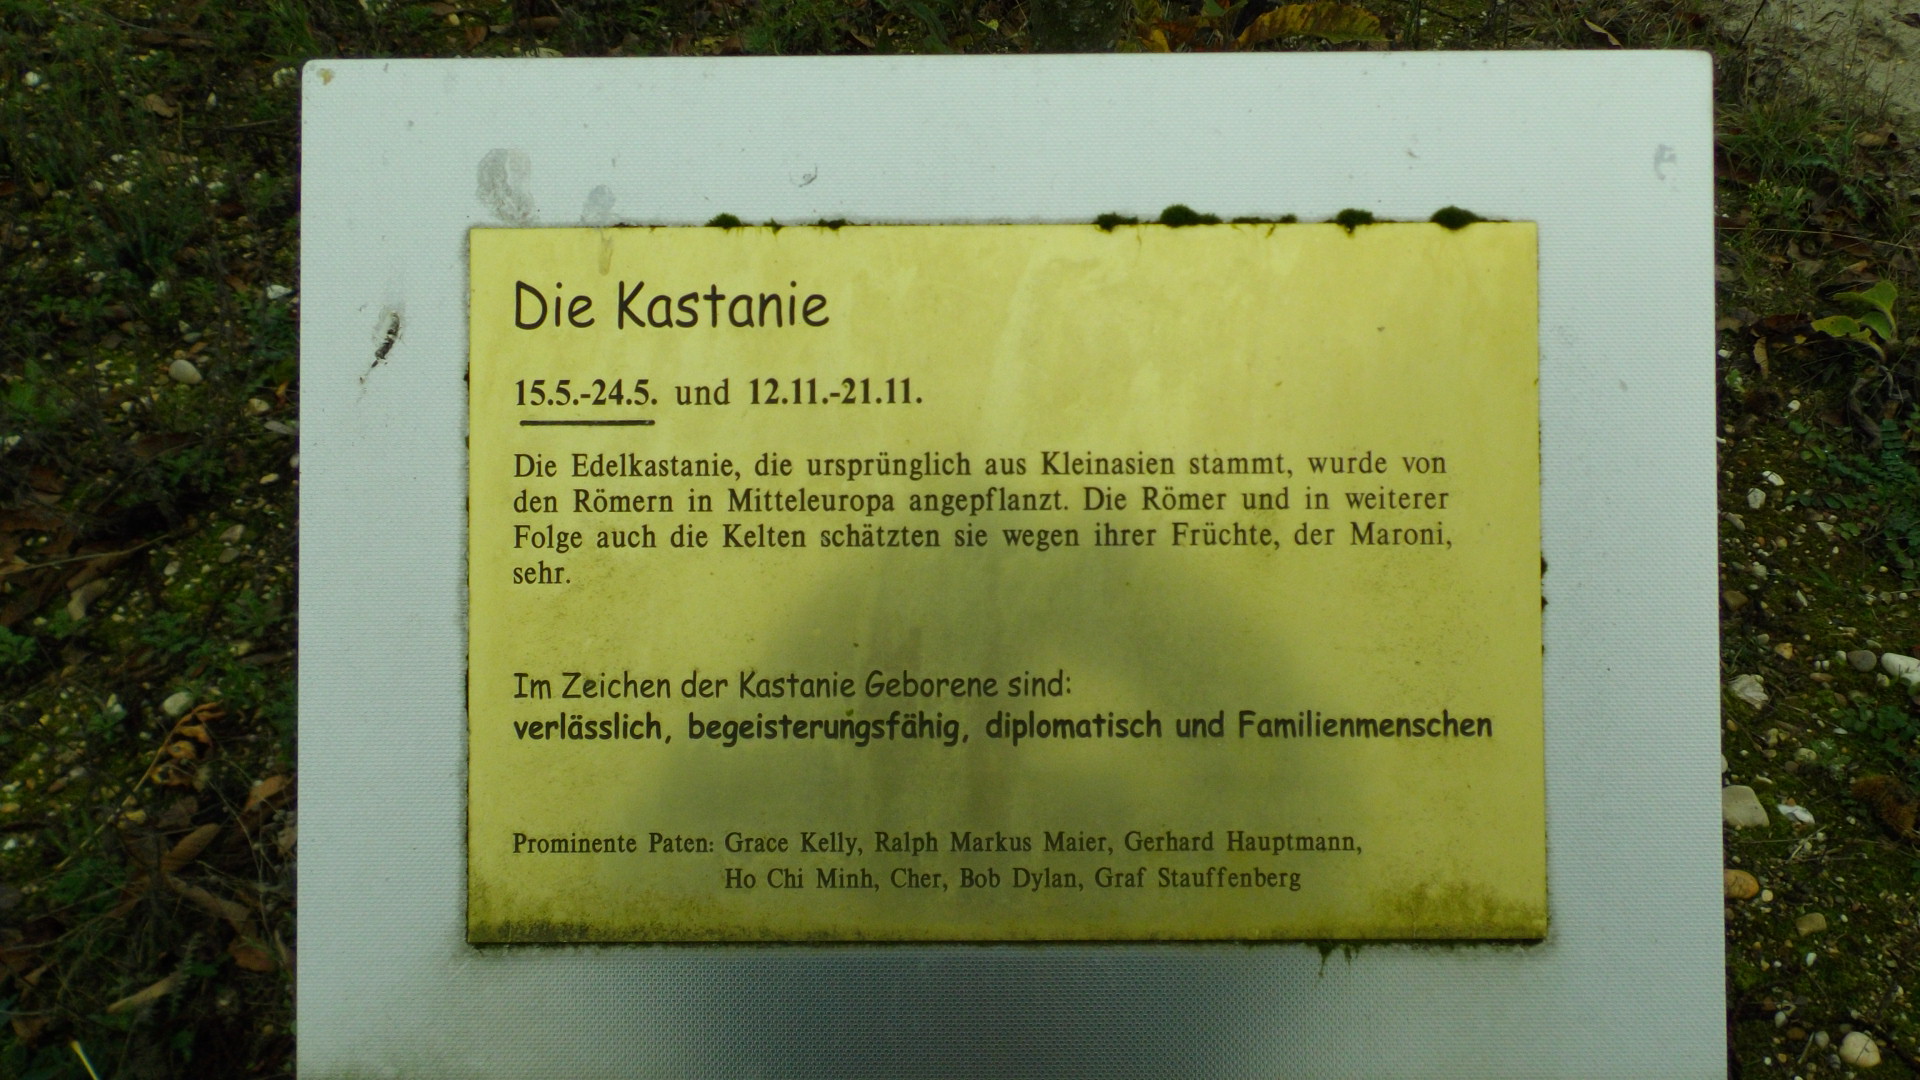 Die Kastanie
15.5.-24.5. und 12.11.-21.11.
Die Edelkastanie, die ursprünglich aus Kleinasien stammt, wurde von
den Römern in Mitteleuropa angepflanzt. Die Römer und in weiterer
Folge auch die Kelten schätzten sie wegen ihrer Früchte, der Maroni,
sehr.
Im Zeichen der Kastanie Geborene sind:
verlässlich, begeisterungsfähig, diplomatisch und Familienmenschen
Prominente Paten: Grace Kelly, Ralph Markus Maier, Gerhard Hauptmann,
Ho Chi Minh, Cher, Bob Dylan, Graf Stauffenberg